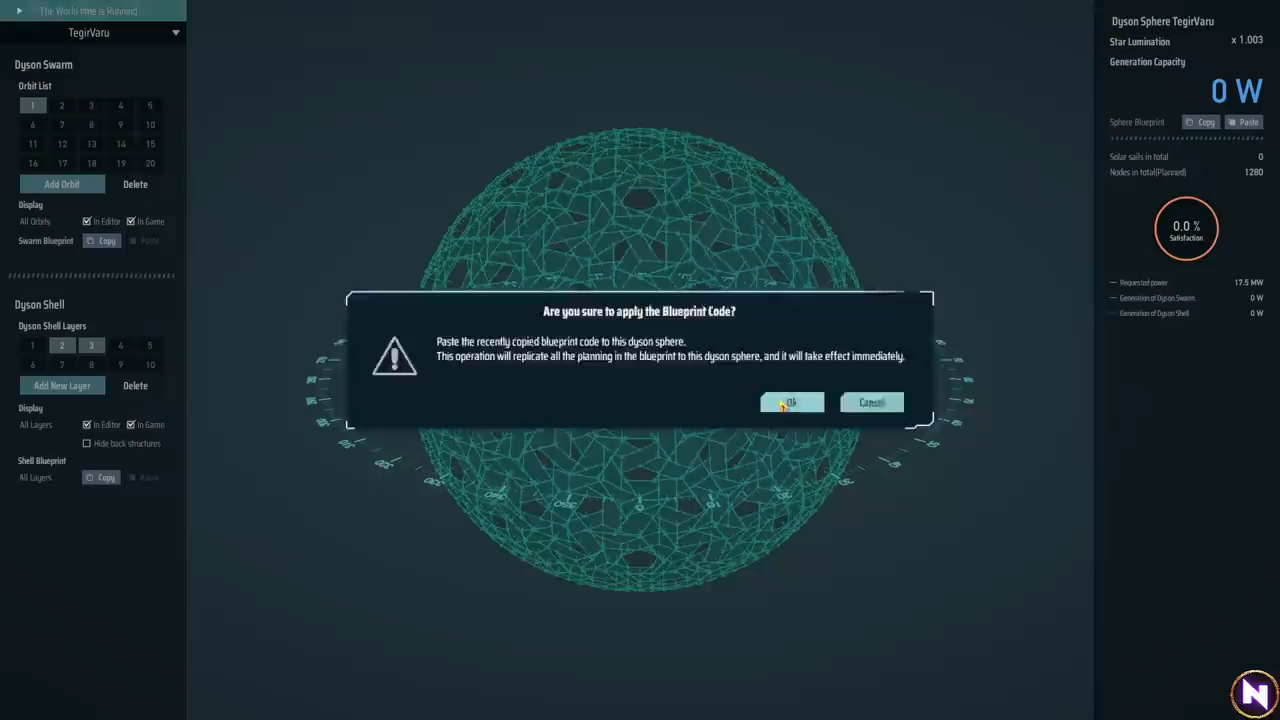 The World time is Running
TegirVaru
Dyson Swarm
Orbit List
1 2 3 4 5
6 7 8 9 10
11 12 13 14 15
16 17 18 19 20
Add Orbit Delete
Display
All Orbits In Editor In Game
Swarm Blueprint Copy Paste
Dyson Shell
Dyson Shell Layers
1 2 3 4 5
6 7 8 9 10
Add New Layer Delete
Display
All Layers In Editor In Game
Hide back structures
Shell Blueprint
All Layers Copy Paste
Are you sure to apply the Blueprint Code?
Paste the recently copied blueprint code to this dyson sphere.
This operation will replicate all the planning in the blueprint to this dyson sphere, and it will take effect immediately.
Ok Cancel
0
Dyson Sphere TegirVaru
Star Lumination x 1.003
Generation Capacity
0 W
Sphere Blueprint Copy Paste
Solar sails in total 0
Nodes in total(Planned) 1280
0.0 %
Satisfaction
Requested power 17.5 MW
Generation of Dyson Swarm 0 W
Generation of Dyson Shell 0 W
N